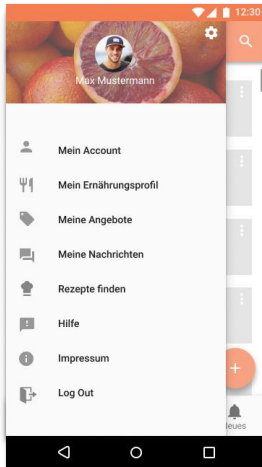 12:30
Max Mustermann
Mein Account
Mein Ernährungsprofil
Meine Angebote
Meine Nachrichten
Rezepte finden
Hilfe
Impressum
Log Out